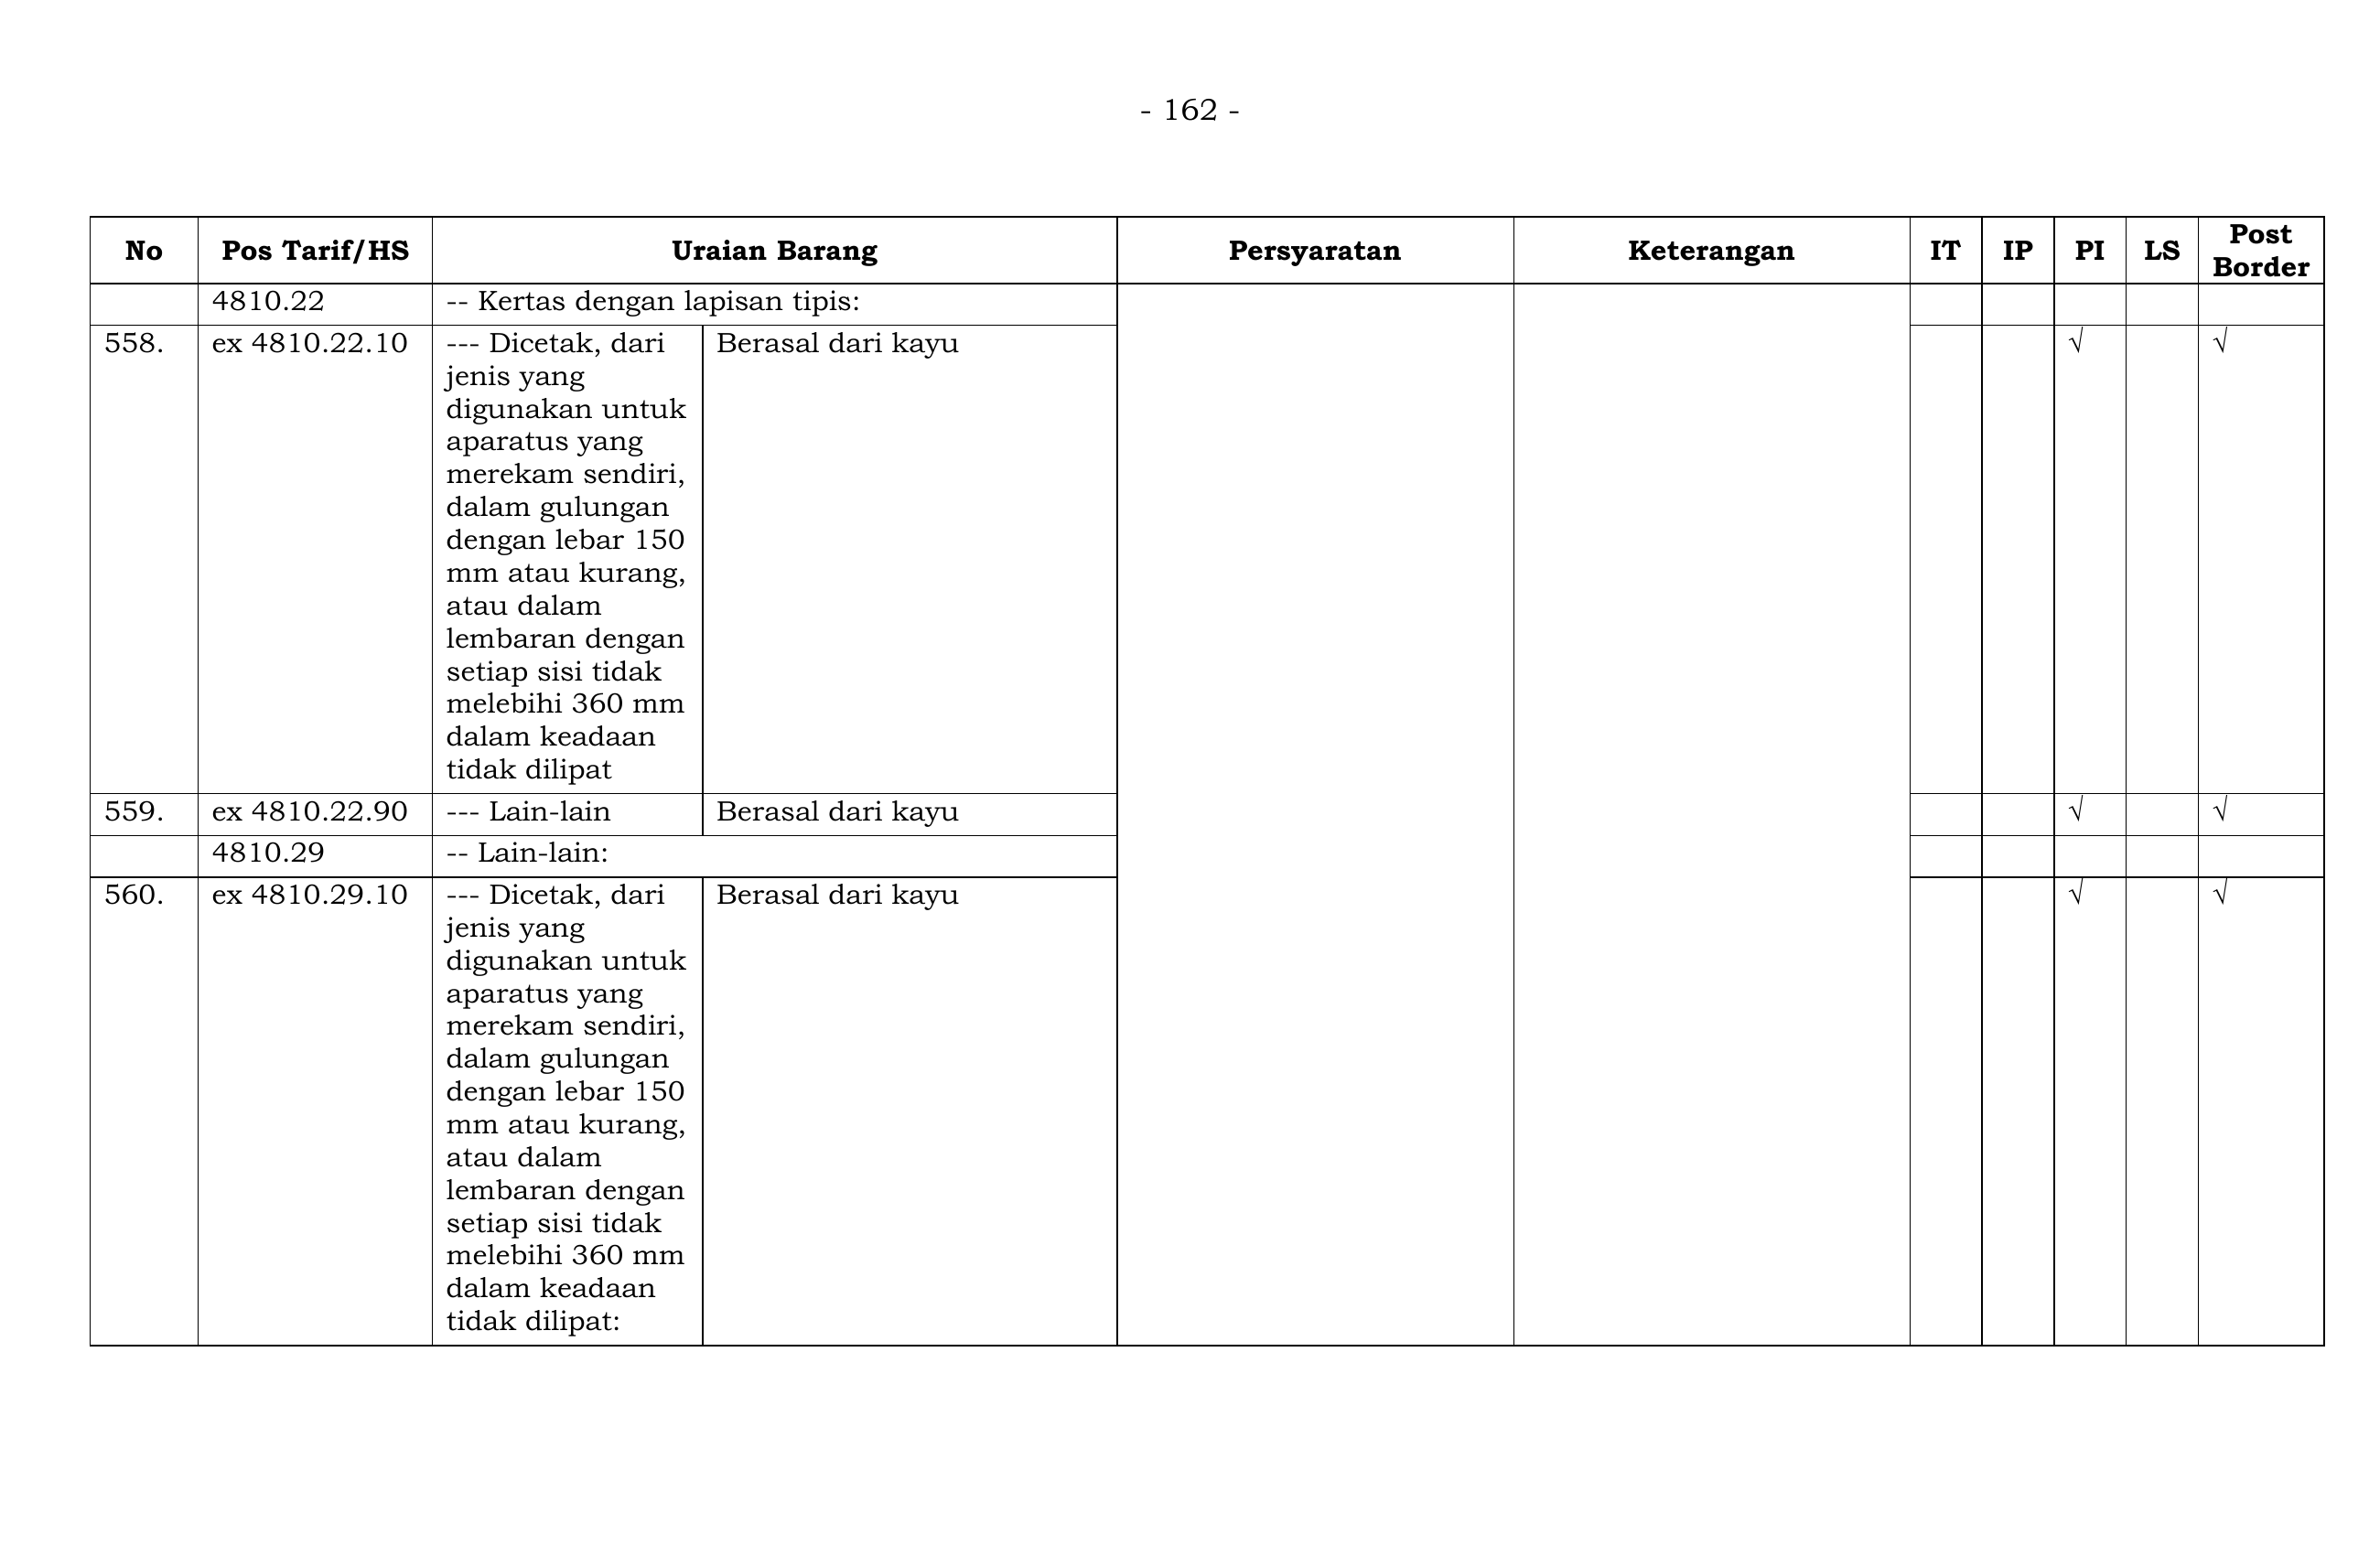 - 162 -
No Pos Tarif/HS Uraian Barang Persyaratan Keterangan IT IP PI LS Post Border
4810.22 -- Kertas dengan lapisan tipis:
558. ex 4810.22.10 --- Dicetak, dari Berasal dari kayu √ √
jenis yang
digunakan untuk
aparatus yang
merekam sendiri,
dalam gulungan
dengan lebar 150
mm atau kurang,
atau dalam
lembaran dengan
setiap sisi tidak
melebihi 360 mm
dalam keadaan
tidak dilipat
559. ex 4810.22.90 --- Lain-lain Berasal dari kayu √ √
4810.29 -- Lain-lain:
560. ex 4810.29.10 --- Dicetak, dari Berasal dari kayu √ √
jenis yang
digunakan untuk
aparatus yang
merekam sendiri,
dalam gulungan
dengan lebar 150
mm atau kurang,
atau dalam
lembaran dengan
setiap sisi tidak
melebihi 360 mm
dalam keadaan
tidak dilipat: